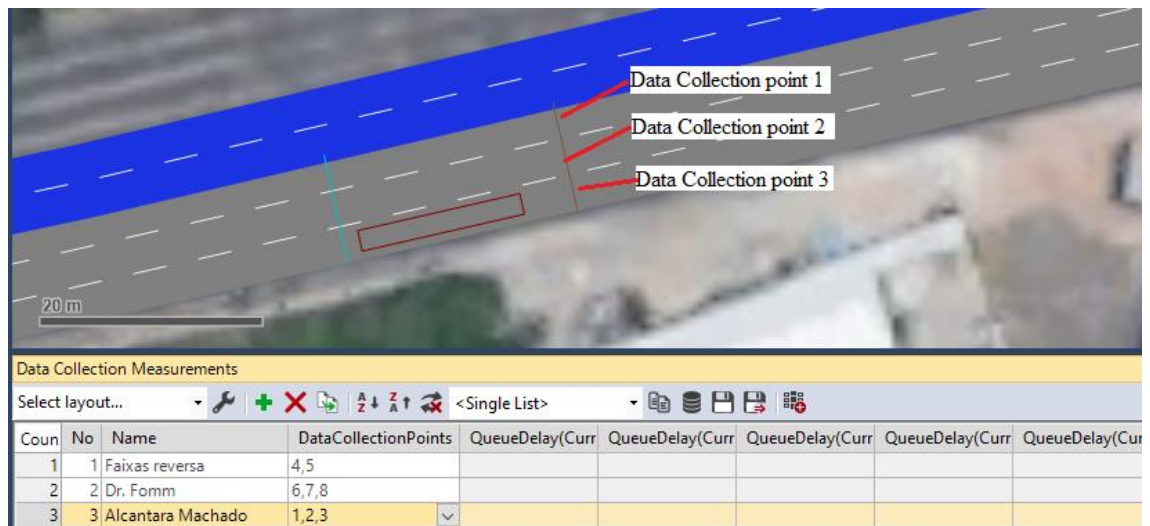 Data Collection point 1
Data Collection point 2
Data Collection point 3
20 m
Data Collection Measurements
Select layout... <Single List>
Coun No Name DataCollectionPoints QueueDelay(Curr QueueDelay(Curr QueueDelay(Curr QueueDelay(Curr QueueDelay(Cur
1 1 Faixas reversa 4,5
2 2 Dr. Fomm 6,7,8
3 3 Alcantara Machado 1,2,3